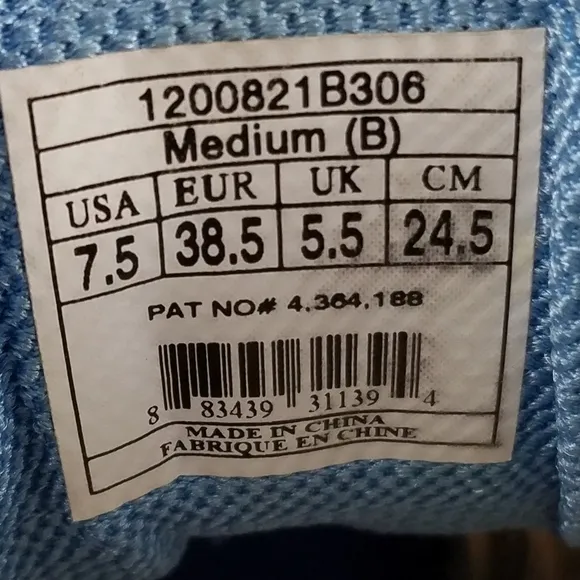 1200821B306
Medium (B)
USA EUR UK CM
7.5 38.5 5.5 24.5
PAT NO# 4.364.188
8 83439 31139 4
MADE IN CHINA
FABRIQUE EN CHINE